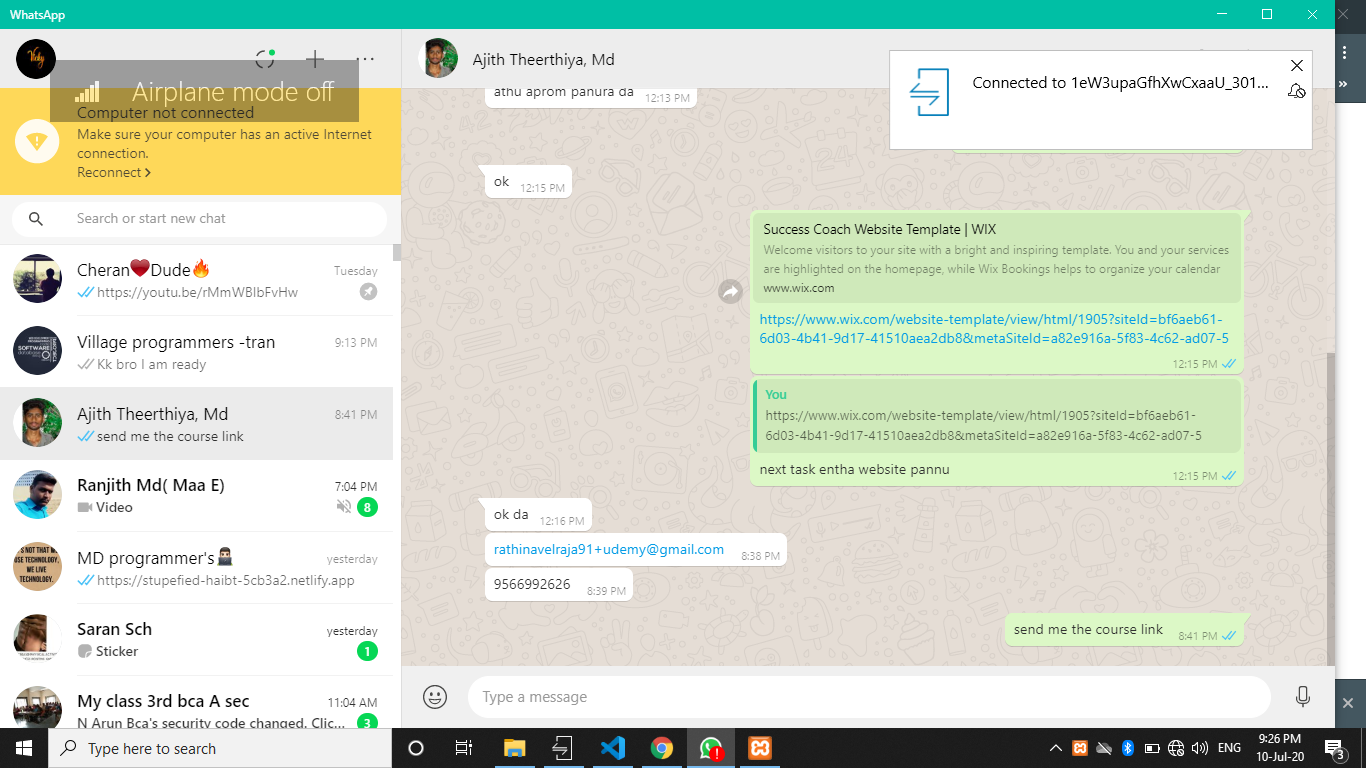 WhatsApp
Vicky
Airplane mode off
Computer not connected
Make sure your computer has an active Internet
connection.
Reconnect
Search or start new chat
Cheran❤️Dude🔥
Tuesday
https://youtu.be/rMmWBIbFvHw
Village programmers -tran
9:13 PM
Kk bro I am ready
SOFTWARE
Ajith Theerthiya, Md
8:41 PM
send me the course link
Ranjith Md( Maa E)
7:04 PM
Video
8
MD programmer's👨🏻‍💻
yesterday
https://stupefied-haibt-5cb3a2.netlify.app
Saran Sch
yesterday
Sticker
1
My class 3rd bca A sec
11:04 AM
N Arun Bca's security code changed. Clic...
3
Ajith Theerthiya, Md
Connected to 1eW3upaGfhXwCxaaU_301...
athu aprom panura da
12:13 PM
ok
12:15 PM
Success Coach Website Template | WIX
Welcome visitors to your site with a bright and inspiring template. You and your services
are highlighted on the homepage, while Wix Bookings helps to organize your calendar
www.wix.com
https://www.wix.com/website-template/view/html/1905?siteId=bf6aeb61-
6d03-4b41-9d17-41510aea2db8&metaSiteId=a82e916a-5f83-4c62-ad07-5
12:15 PM
You
https://www.wix.com/website-template/view/html/1905?siteId=bf6aeb61-
6d03-4b41-9d17-41510aea2db8&metaSiteId=a82e916a-5f83-4c62-ad07-5
next task entha website pannu
12:15 PM
ok da
12:16 PM
rathinavelraja91+udemy@gmail.com
8:38 PM
9566992626
8:39 PM
send me the course link
8:41 PM
Type a message
Type here to search
ENG
9:26 PM
10-Jul-20
3